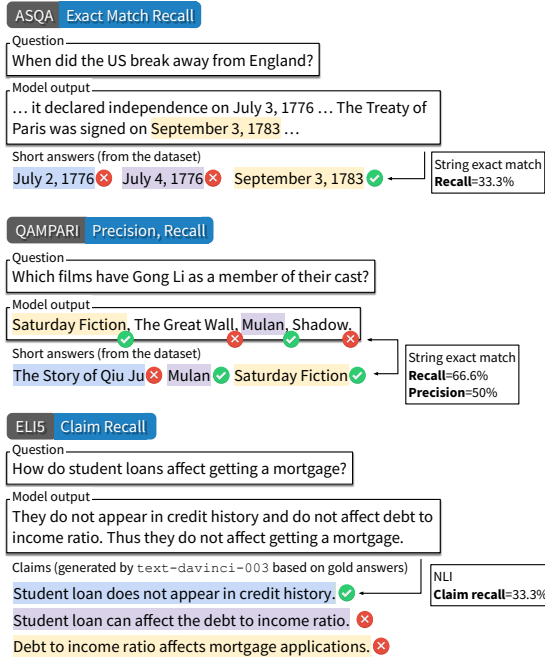 ASQA Exact Match Recall
Question
When did the US break away from England?
Model output
... it declared independence on July 3, 1776 ... The Treaty of
Paris was signed on September 3, 1783 ...
Short answers (from the dataset)
July 2, 1776 July 4, 1776 September 3, 1783
String exact match
Recall=33.3%
QAMPARI Precision, Recall
Question
Which films have Gong Li as a member of their cast?
Model output
Saturday Fiction, The Great Wall, Mulan, Shadow.
Short answers (from the dataset)
The Story of Qiu Ju Mulan Saturday Fiction
String exact match
Recall=66.6%
Precision=50%
ELI5 Claim Recall
Question
How do student loans affect getting a mortgage?
Model output
They do not appear in credit history and do not affect debt to
income ratio. Thus they do not affect getting a mortgage.
Claims (generated by text-davinci-003 based on gold answers)
Student loan does not appear in credit history.
Student loan can affect the debt to income ratio.
Debt to income ratio affects mortgage applications.
NLI
Claim recall=33.3%